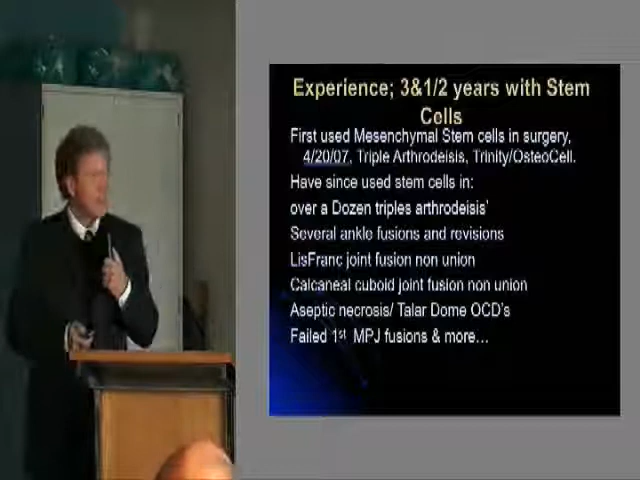 Experience; 3&1/2 years with Stem
Cells
First used Mesenchymal Stem cells in surgery,
4/20/07, Triple Arthrodeisis, Trinity/OsteoCel.
Have since used stem cells in:
over a Dozen triples arthrodeisis'
Several ankle fusions and revisions
LisFranc joint fusion non union
Calcaneal cuboid joint fusion non union
Aseptic necrosis/ Talar Dome OCD's
Failed 1st MPJ fusions & more...